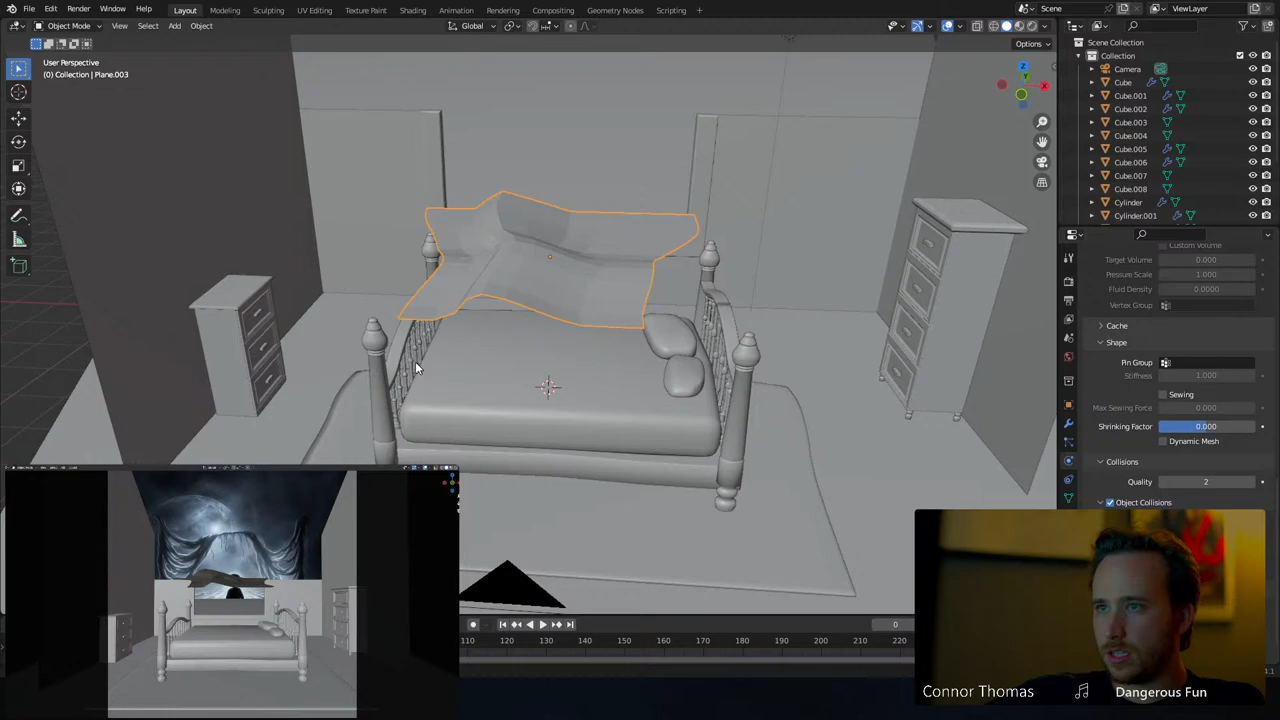 File Edit Render Window Help Layout Modeling Sculpting UV Editing Texture Paint Shading Animation Rendering Compositing Geometry Nodes Scripting Scene ViewLayer
Object Mode View Select Add Object Global
Options
User Perspective
(0) Collection | Plane.003
Z
Y
X
Scene Collection
Collection
Camera
Cube
Cube.001
Cube.002
Cube.003
Cube.004
Cube.005
Cube.006
Cube.007
Cube.008
Cylinder
Cylinder.001
Custom Volume
Target Volume 0.000
Pressure Scale 1.000
Fluid Density 0.0000
Vertex Group
Cache
Shape
Pin Group
Stiffness 1.000
Sewing
Max Sewing Force 0.000
Shrinking Factor 0.000
Dynamic Mesh
Collisions
Quality 2
Object Collisions
0
110 120 130 140 150 160 170 180 190 200 210 220
Connor Thomas Dangerous Fun